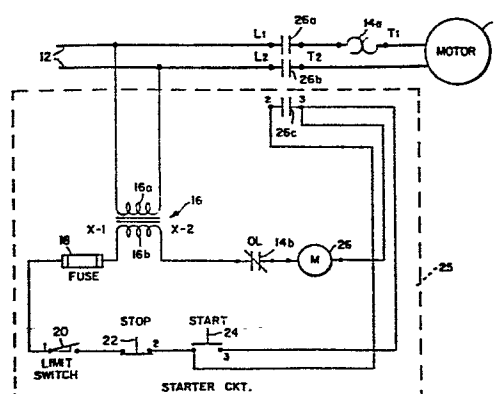 26a
14a
L1
T1
12
L2
T2
26b
MOTOR
2
3
26c
16a
16
X-1
X-2
16b
18
FUSE
OL
14b
M
26
25
20
1
LIMIT
SWITCH
STOP
22
2
START
24
3
STARTER CKT.